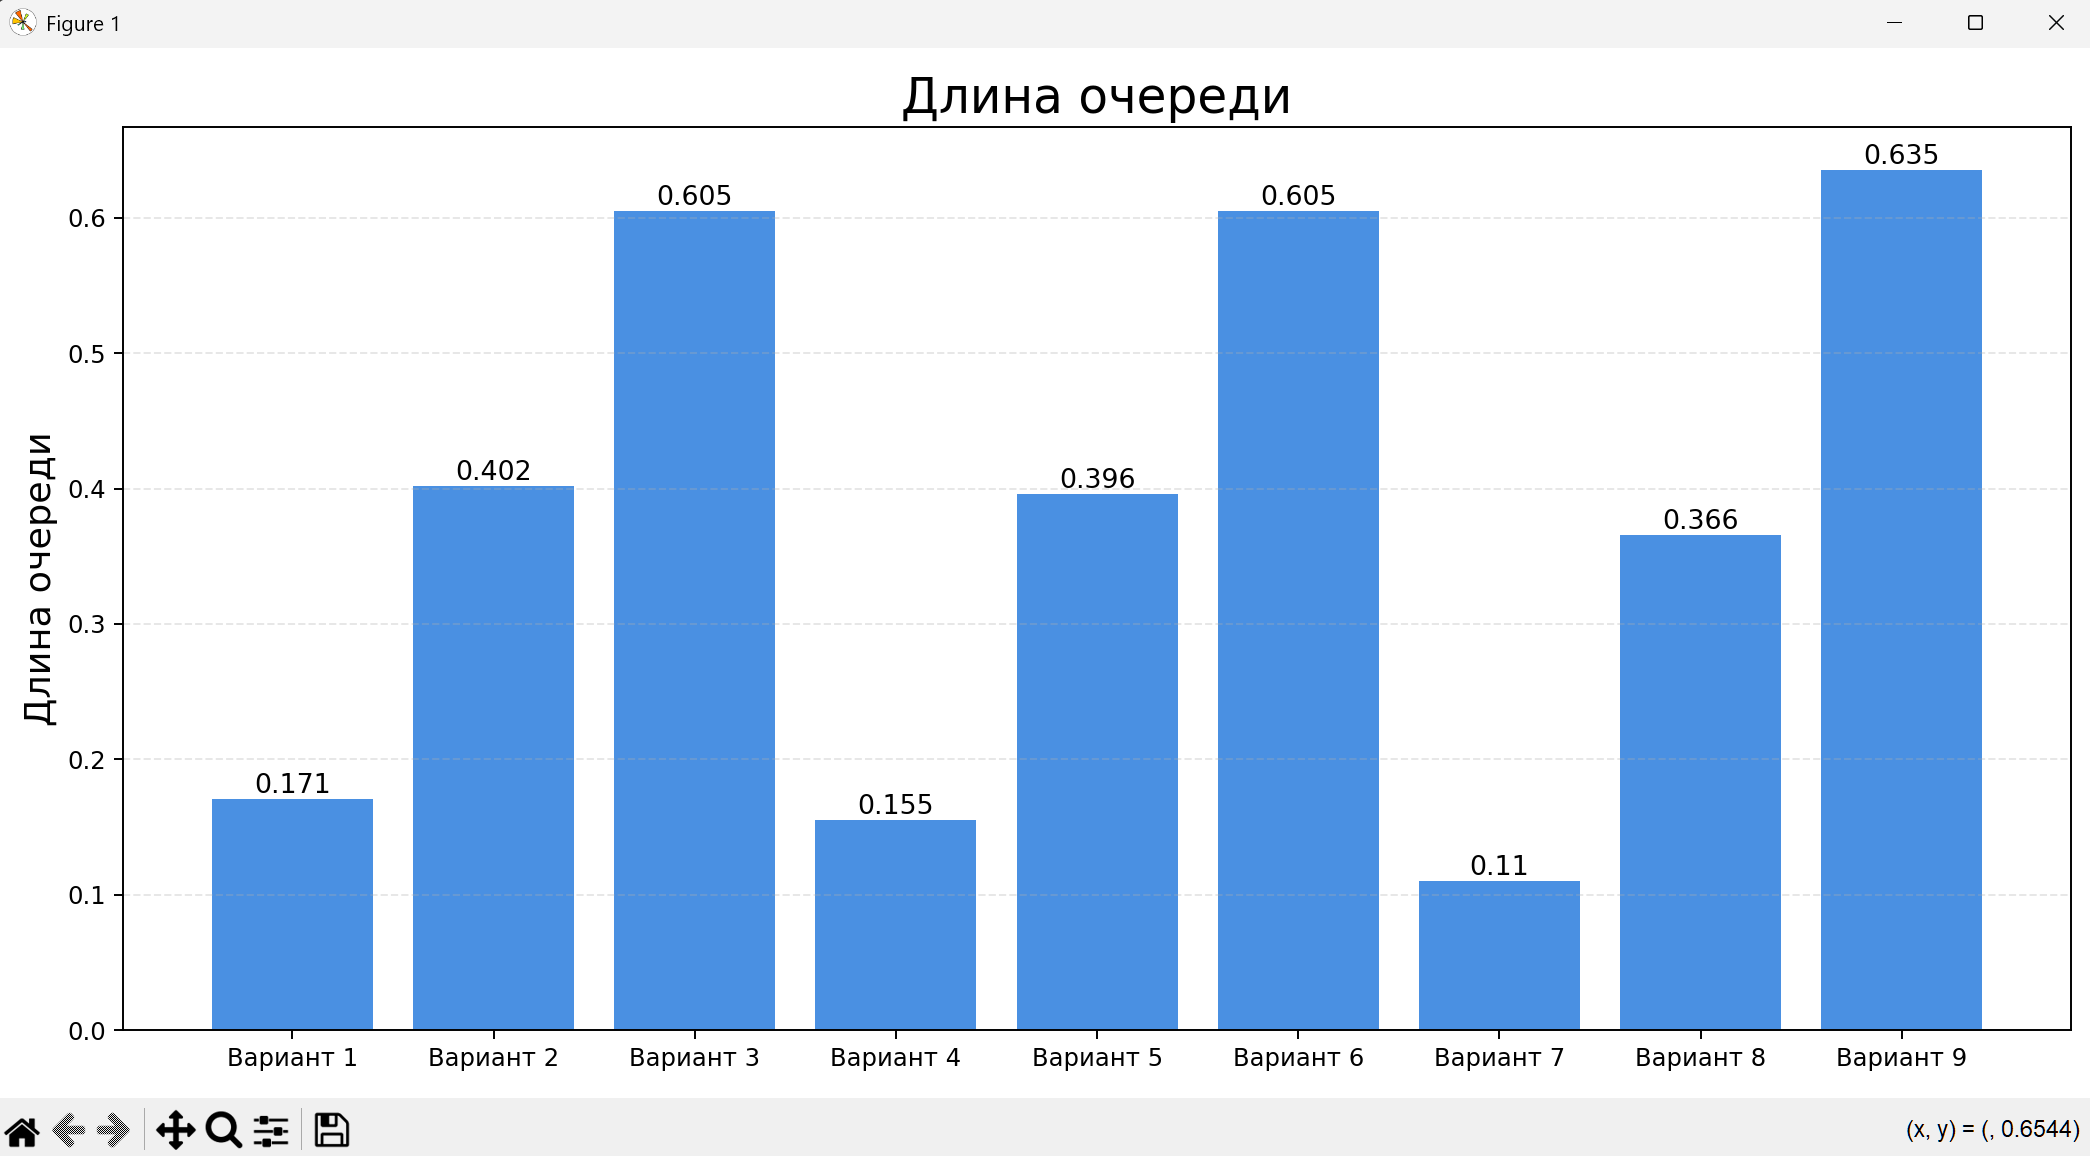 Figure 1
Длина очереди
Длина очереди
0.6
0.5
0.4
0.3
0.2
0.1
0.0
0.171
0.402
0.605
0.155
0.396
0.605
0.11
0.366
0.635
Вариант 1
Вариант 2
Вариант 3
Вариант 4
Вариант 5
Вариант 6
Вариант 7
Вариант 8
Вариант 9
(x, y) = (, 0.6544)